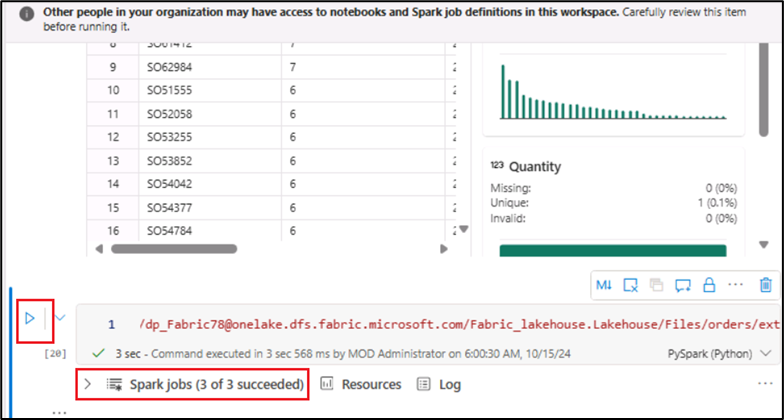 Other people in your organization may have access to notebooks and Spark job definitions in this workspace. Carefully review this item
before running it.
8 SO61412 7 2
9 SO62984 7 2
10 SO51555 6 2
11 SO52058 6 2
12 SO53255 6 2
13 SO53852 6 2
14 SO54042 6 2
15 SO54377 6 2
16 SO54784 6 2
123 Quantity
Missing: 0 (0%)
Unique: 1 (0.1%)
Invalid: 0 (0%)
M↓
1 /dp_Fabric78@onelake.dfs.fabric.microsoft.com/Fabric_lakehouse.Lakehouse/Files/orders/ext
[20] 3 sec - Command executed in 3 sec 568 ms by MOD Administrator on 6:00:30 AM, 10/15/24 PySpark (Python)
Spark jobs (3 of 3 succeeded) Resources Log